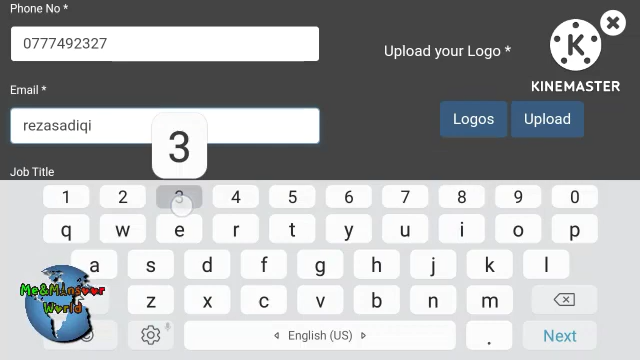 Phone No *
0777492327
Upload your Logo *
KINEMASTER
Email *
rezasadiqi
Logos
Upload
3
Job Title
1 2 3 4 5 6 7 8 9 0
q w e r t y u i o p
a s d f g h j k l
z x c v b n m
Me&Mansoor
World
English (US)
.
Next